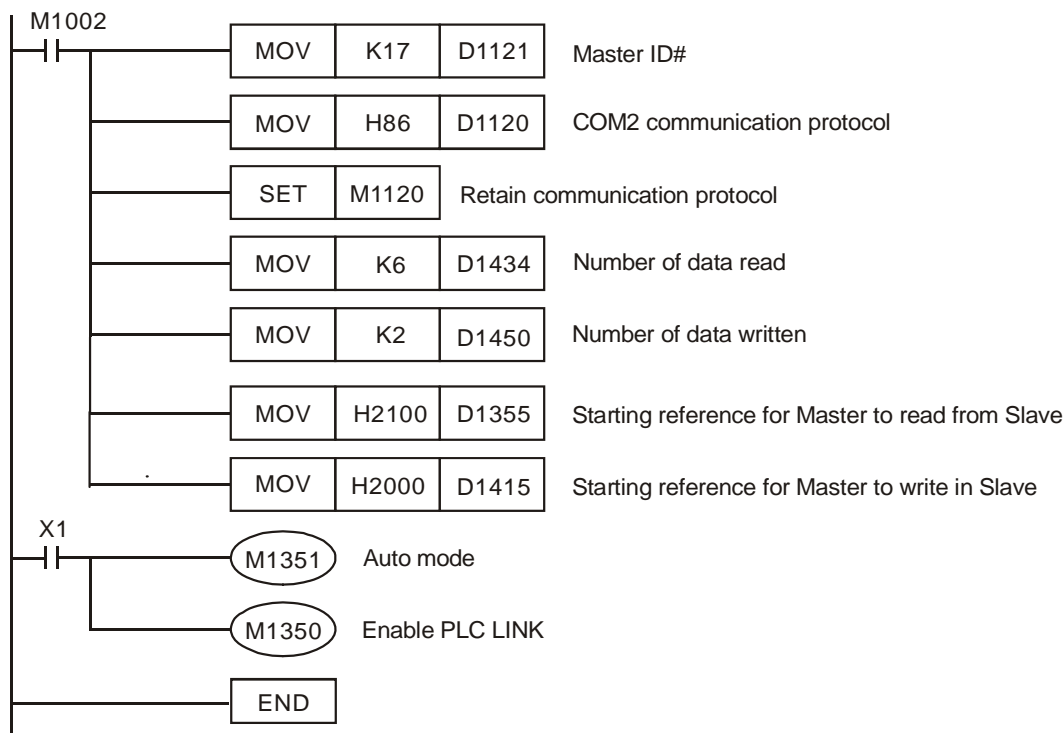 M1002
MOV K17 D1121 Master ID#
MOV H86 D1120 COM2 communication protocol
SET M1120 Retain communication protocol
MOV K6 D1434 Number of data read
MOV K2 D1450 Number of data written
MOV H2100 D1355 Starting reference for Master to read from Slave
MOV H2000 D1415 Starting reference for Master to write in Slave
X1
M1351 Auto mode
M1350 Enable PLC LINK
END